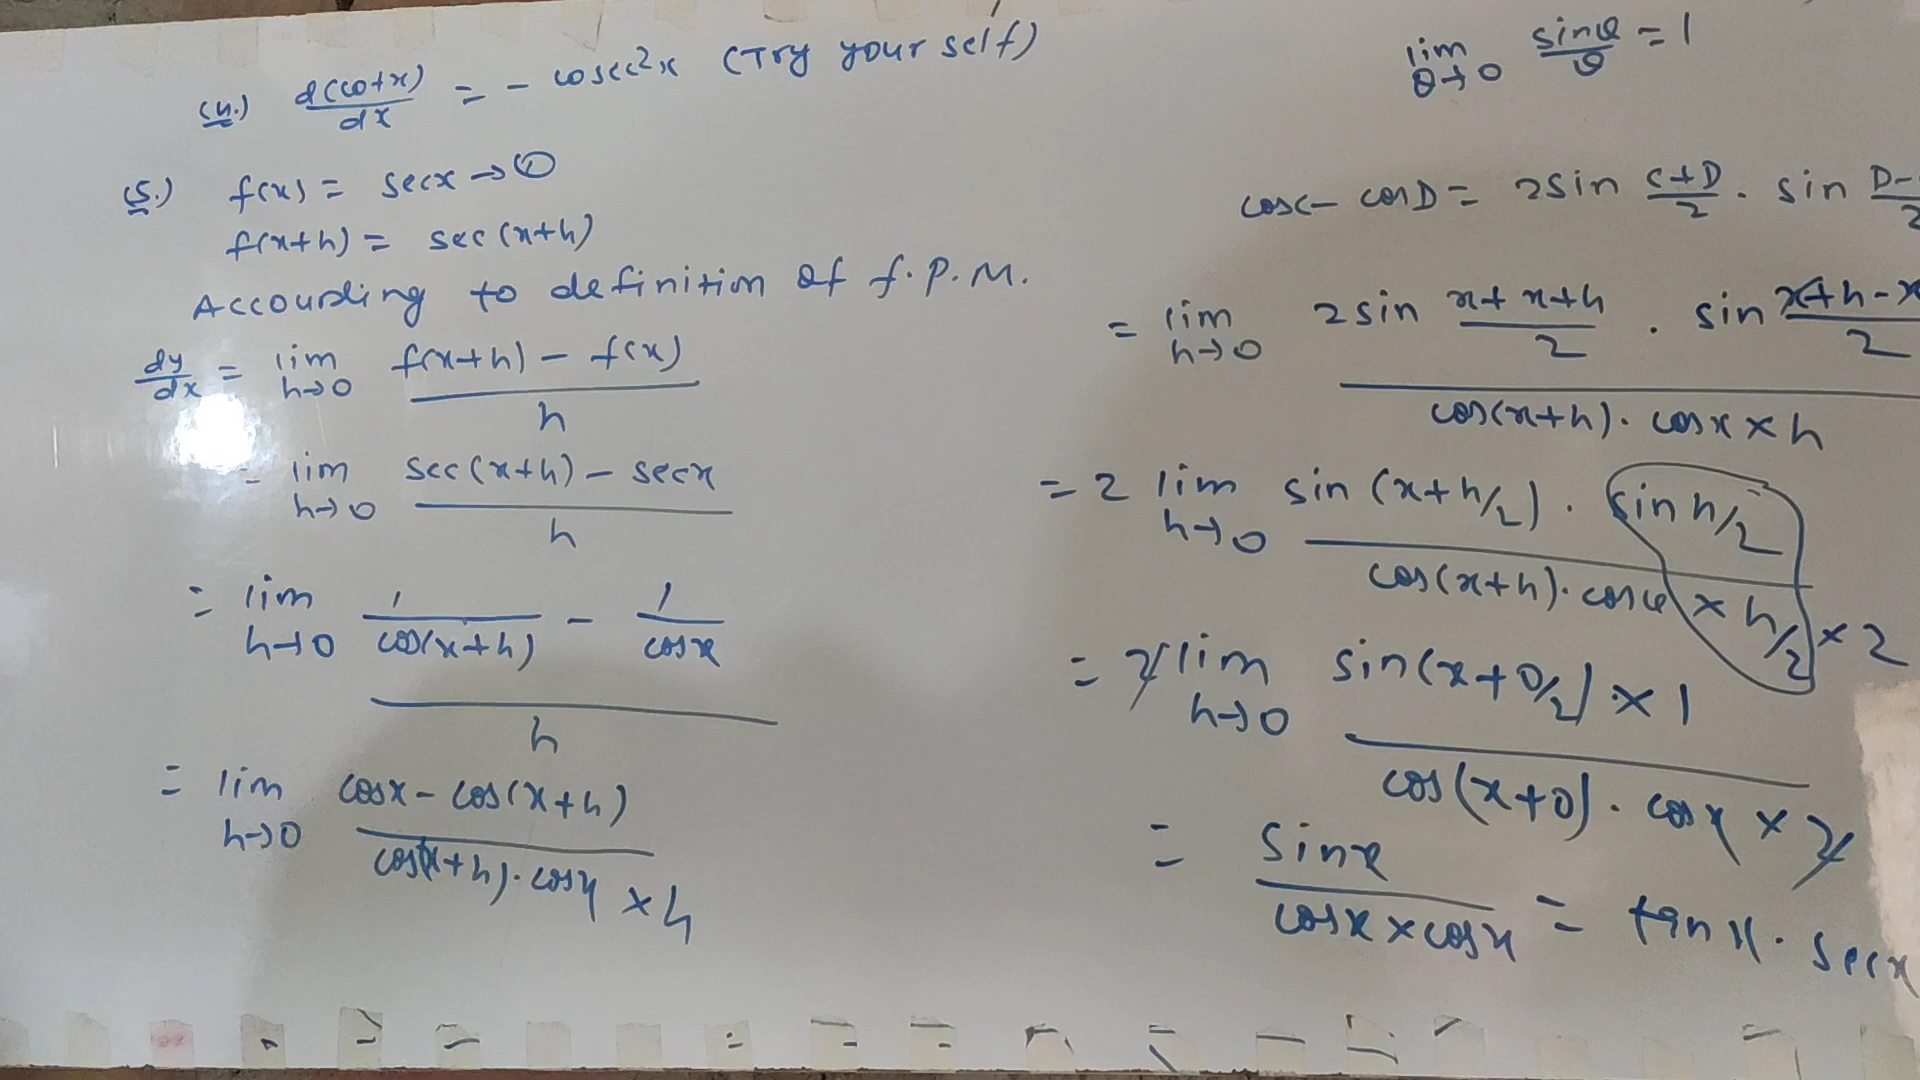 (4.) d(cotx)/dx = - cosec²x (Try your self)
(5.) f(x) = secx → ①
f(x+h) = sec(x+h)
Accourding to definition of f.P.M.
dy/dx = lim h→0 f(x+h) - f(x) / h
= lim h→0 sec(x+h) - secx / h
= lim h→0 1/cos(x+h) - 1/cosx / h
= lim h→0 cosx - cos(x+h) / cos(x+h).cosx × h
lim θ→0 sinθ/θ = 1
cosc - cosD = 2sin C+D/2 . sin D-/2
= lim h→0 2sin x+x+h/2 . sin x+h-x/2 / cos(x+h).cosx × h
= 2 lim h→0 sin(x+h/2) . sin h/2 / cos(x+h).cosx × h/2 × 2
= 2 lim h→0 sin(x+0/2) × 1 / cos(x+0).cosx × 2
= sinx / cosx × cosx = tanx . secx